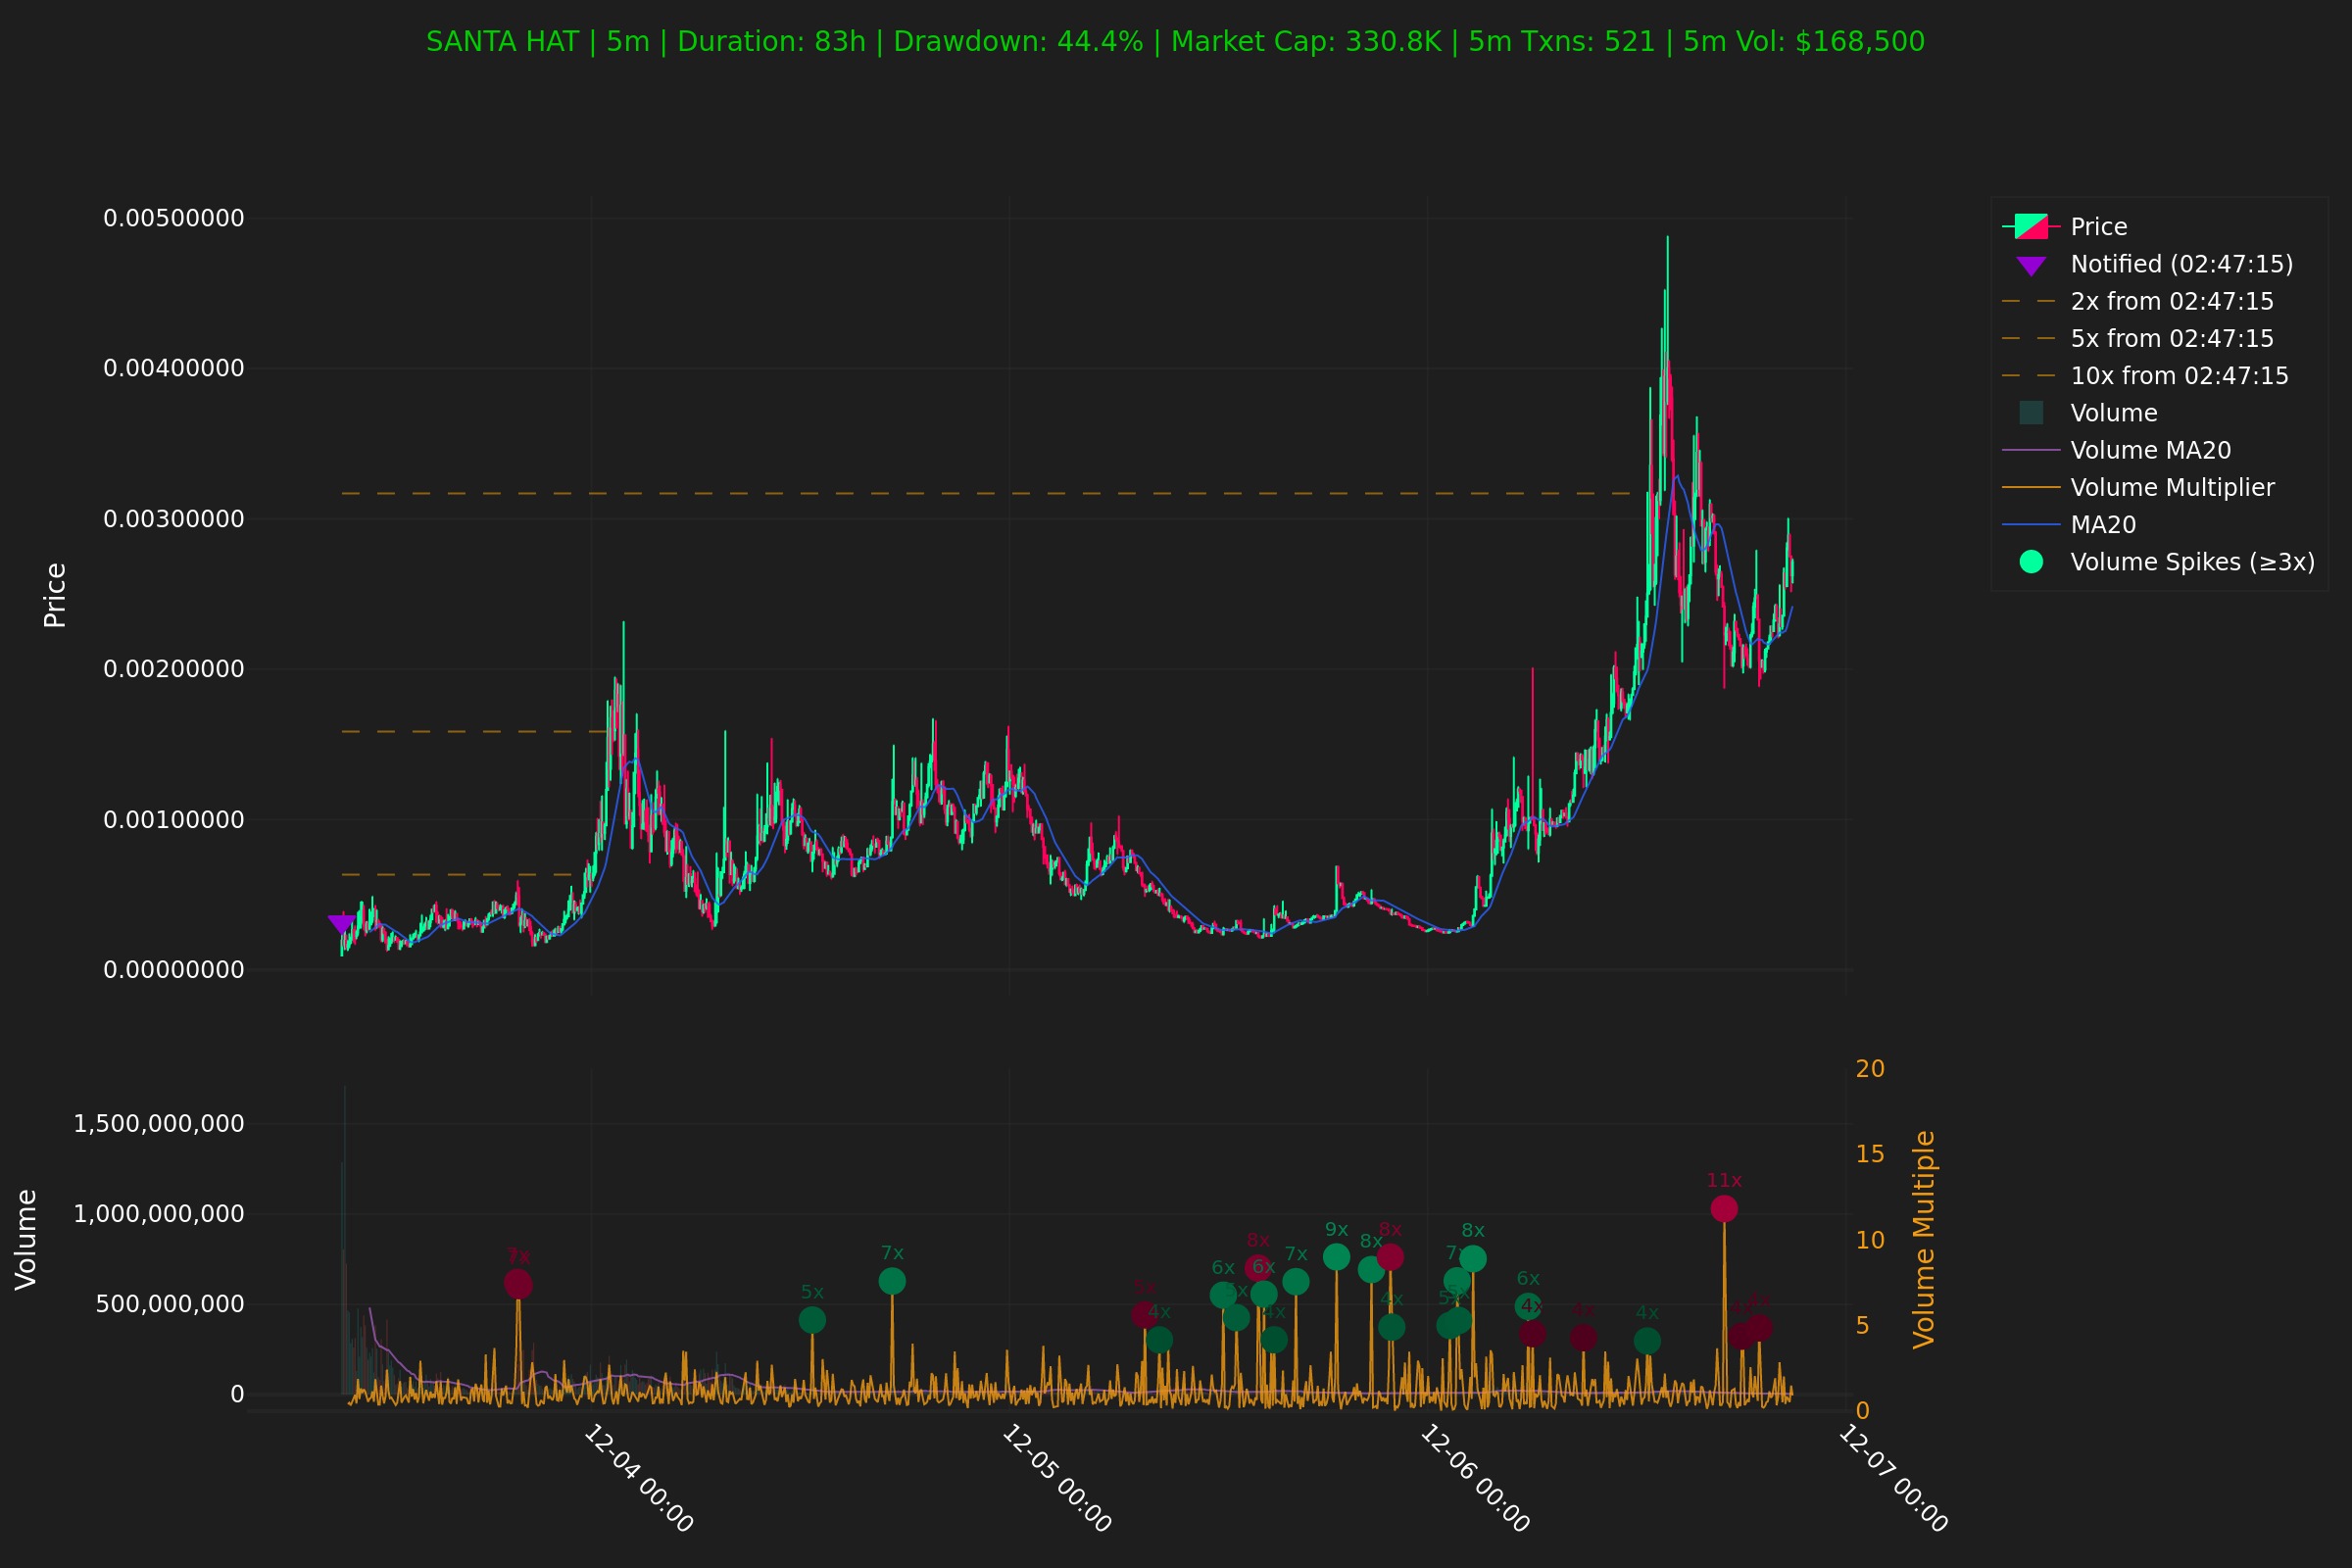 SANTA HAT | 5m | Duration: 83h | Drawdown: 44.4% | Market Cap: 330.8K | 5m Txns: 521 | 5m Vol: $168,500
0.00500000
0.00400000
0.00300000
0.00200000
0.00100000
0.00000000
Price
Price
Notified (02:47:15)
2x from 02:47:15
5x from 02:47:15
10x from 02:47:15
Volume
Volume MA20
Volume Multiplier
MA20
Volume Spikes (≥3x)
1,500,000,000
1,000,000,000
500,000,000
0
Volume
20
15
10
5
0
Volume Multiple
7x
5x
7x
4x
6x
8x
6x
7x
9x
8x
8x
4x
7x
8x
6x
4x
4x
11x
12-04 00:00
12-05 00:00
12-06 00:00
12-07 00:00